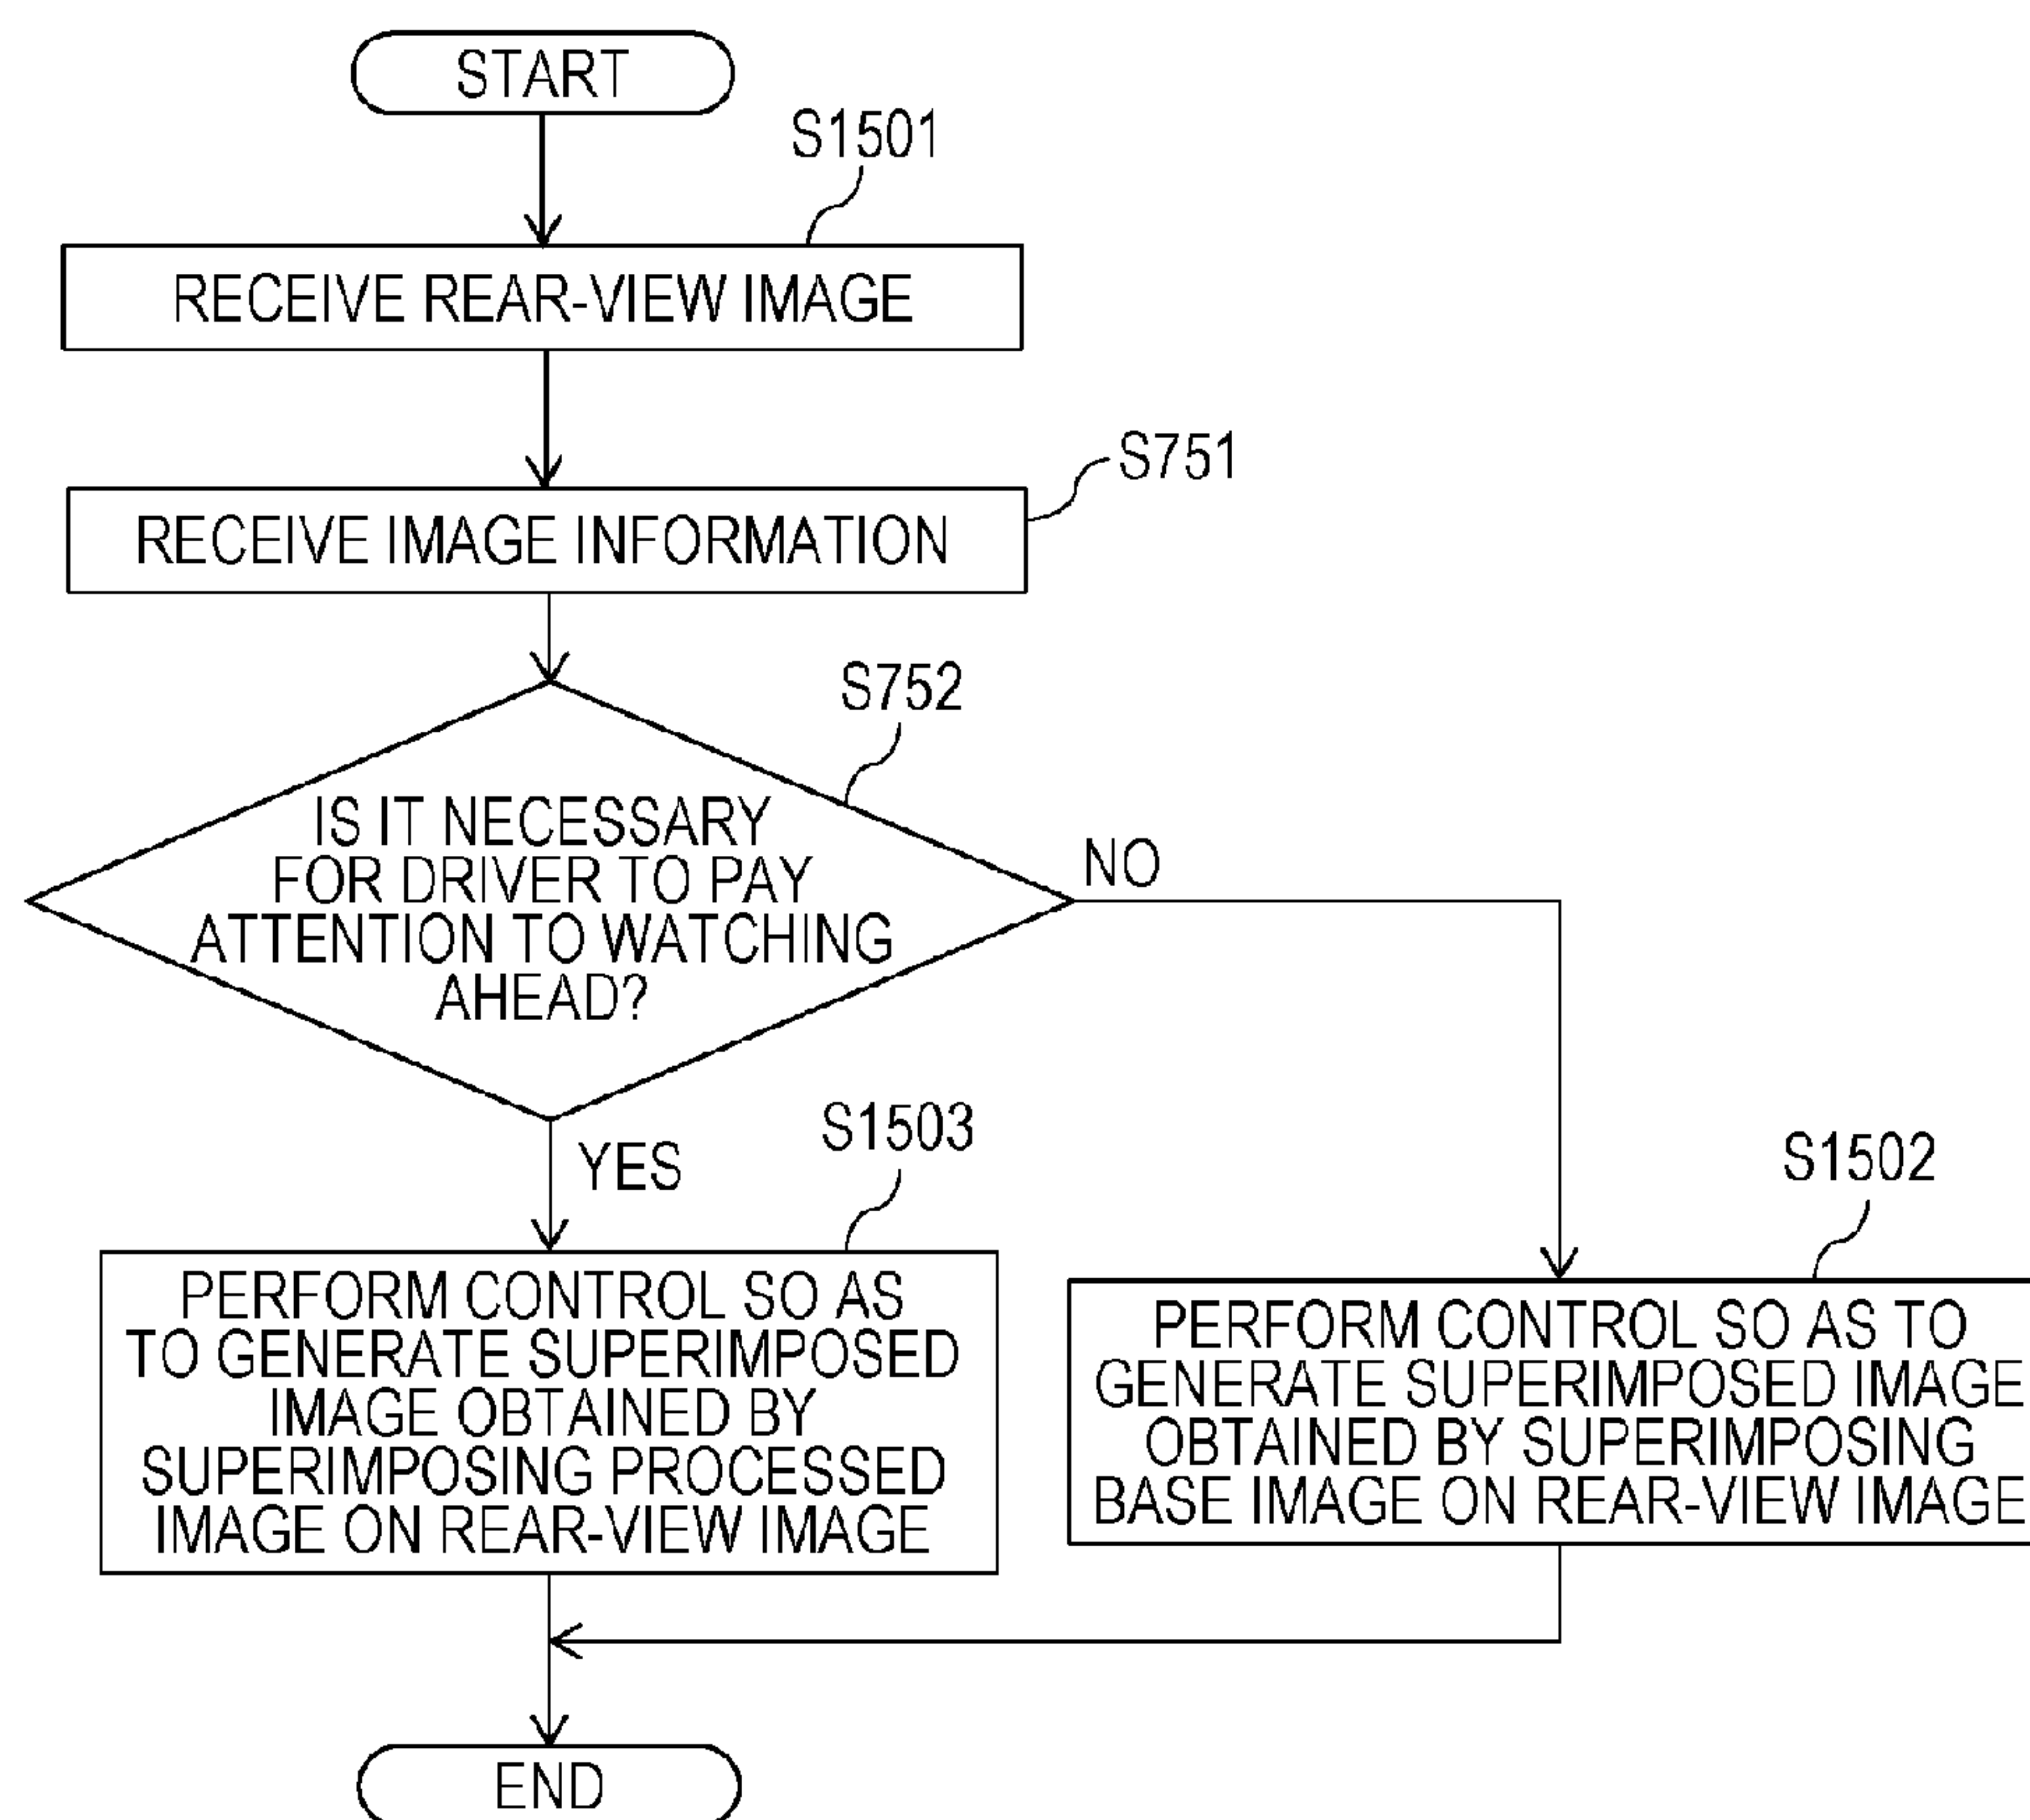 START
S1501
RECEIVE REAR-VIEW IMAGE
S751
RECEIVE IMAGE INFORMATION
S752
IS IT NECESSARY
FOR DRIVER TO PAY
ATTENTION TO WATCHING
AHEAD?
NO
YES
S1503
PERFORM CONTROL SO AS
TO GENERATE SUPERIMPOSED
IMAGE OBTAINED BY
SUPERIMPOSING PROCESSED
IMAGE ON REAR-VIEW IMAGE
S1502
PERFORM CONTROL SO AS TO
GENERATE SUPERIMPOSED IMAGE
OBTAINED BY SUPERIMPOSING
BASE IMAGE ON REAR-VIEW IMAGE
END